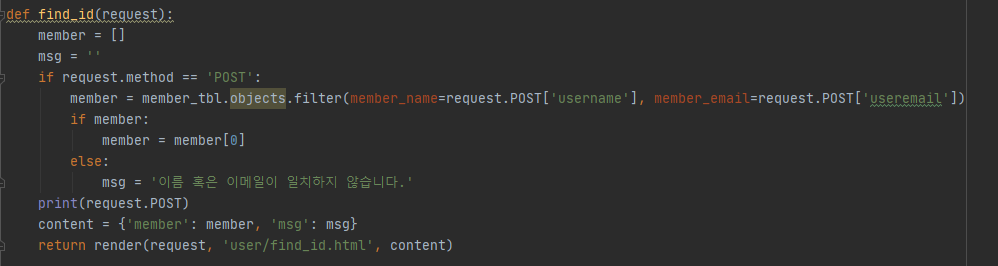 def find_id(request):
    member = []
    msg = ''
    if request.method == 'POST':
        member = member_tbl.objects.filter(member_name=request.POST['username'], member_email=request.POST['useremail'])
        if member:
            member = member[0]
        else:
            msg = '이름 혹은 이메일이 일치하지 않습니다.'
    print(request.POST)
    content = {'member': member, 'msg': msg}
    return render(request, 'user/find_id.html', content)